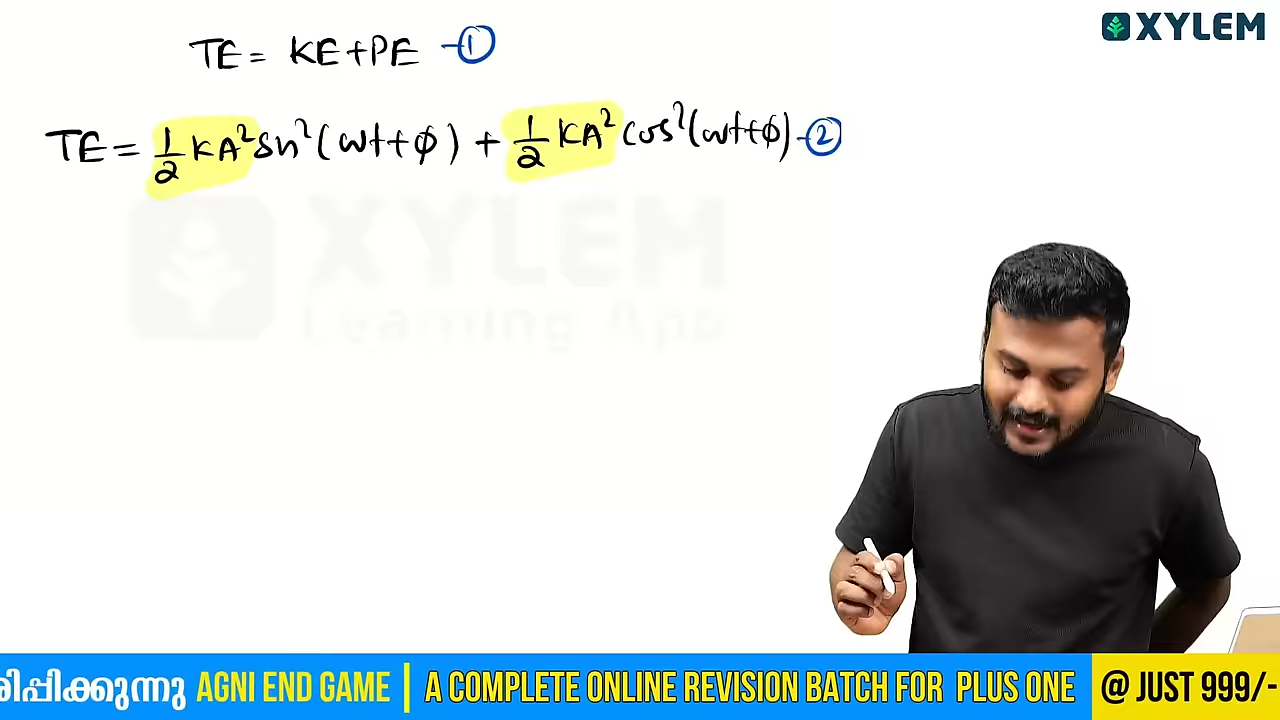 XYLEM
TE = KE+PE -①
TE = 1/2 KA² sin²(ωt+φ) + 1/2 KA² cos²(ωt+φ) -②
XYLEM
Learning App
രിപ്പിക്കുന്നു AGNI END GAME | A COMPLETE ONLINE REVISION BATCH FOR PLUS ONE @ JUST 999/-